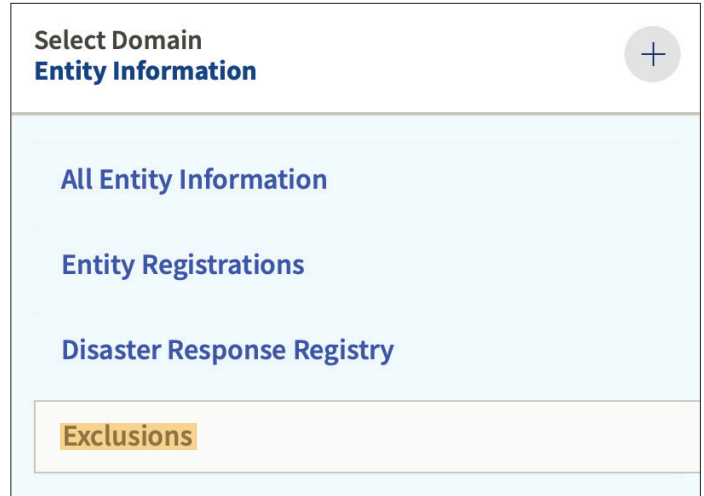 Select Domain
Entity Information
All Entity Information
Entity Registrations
Disaster Response Registry
Exclusions